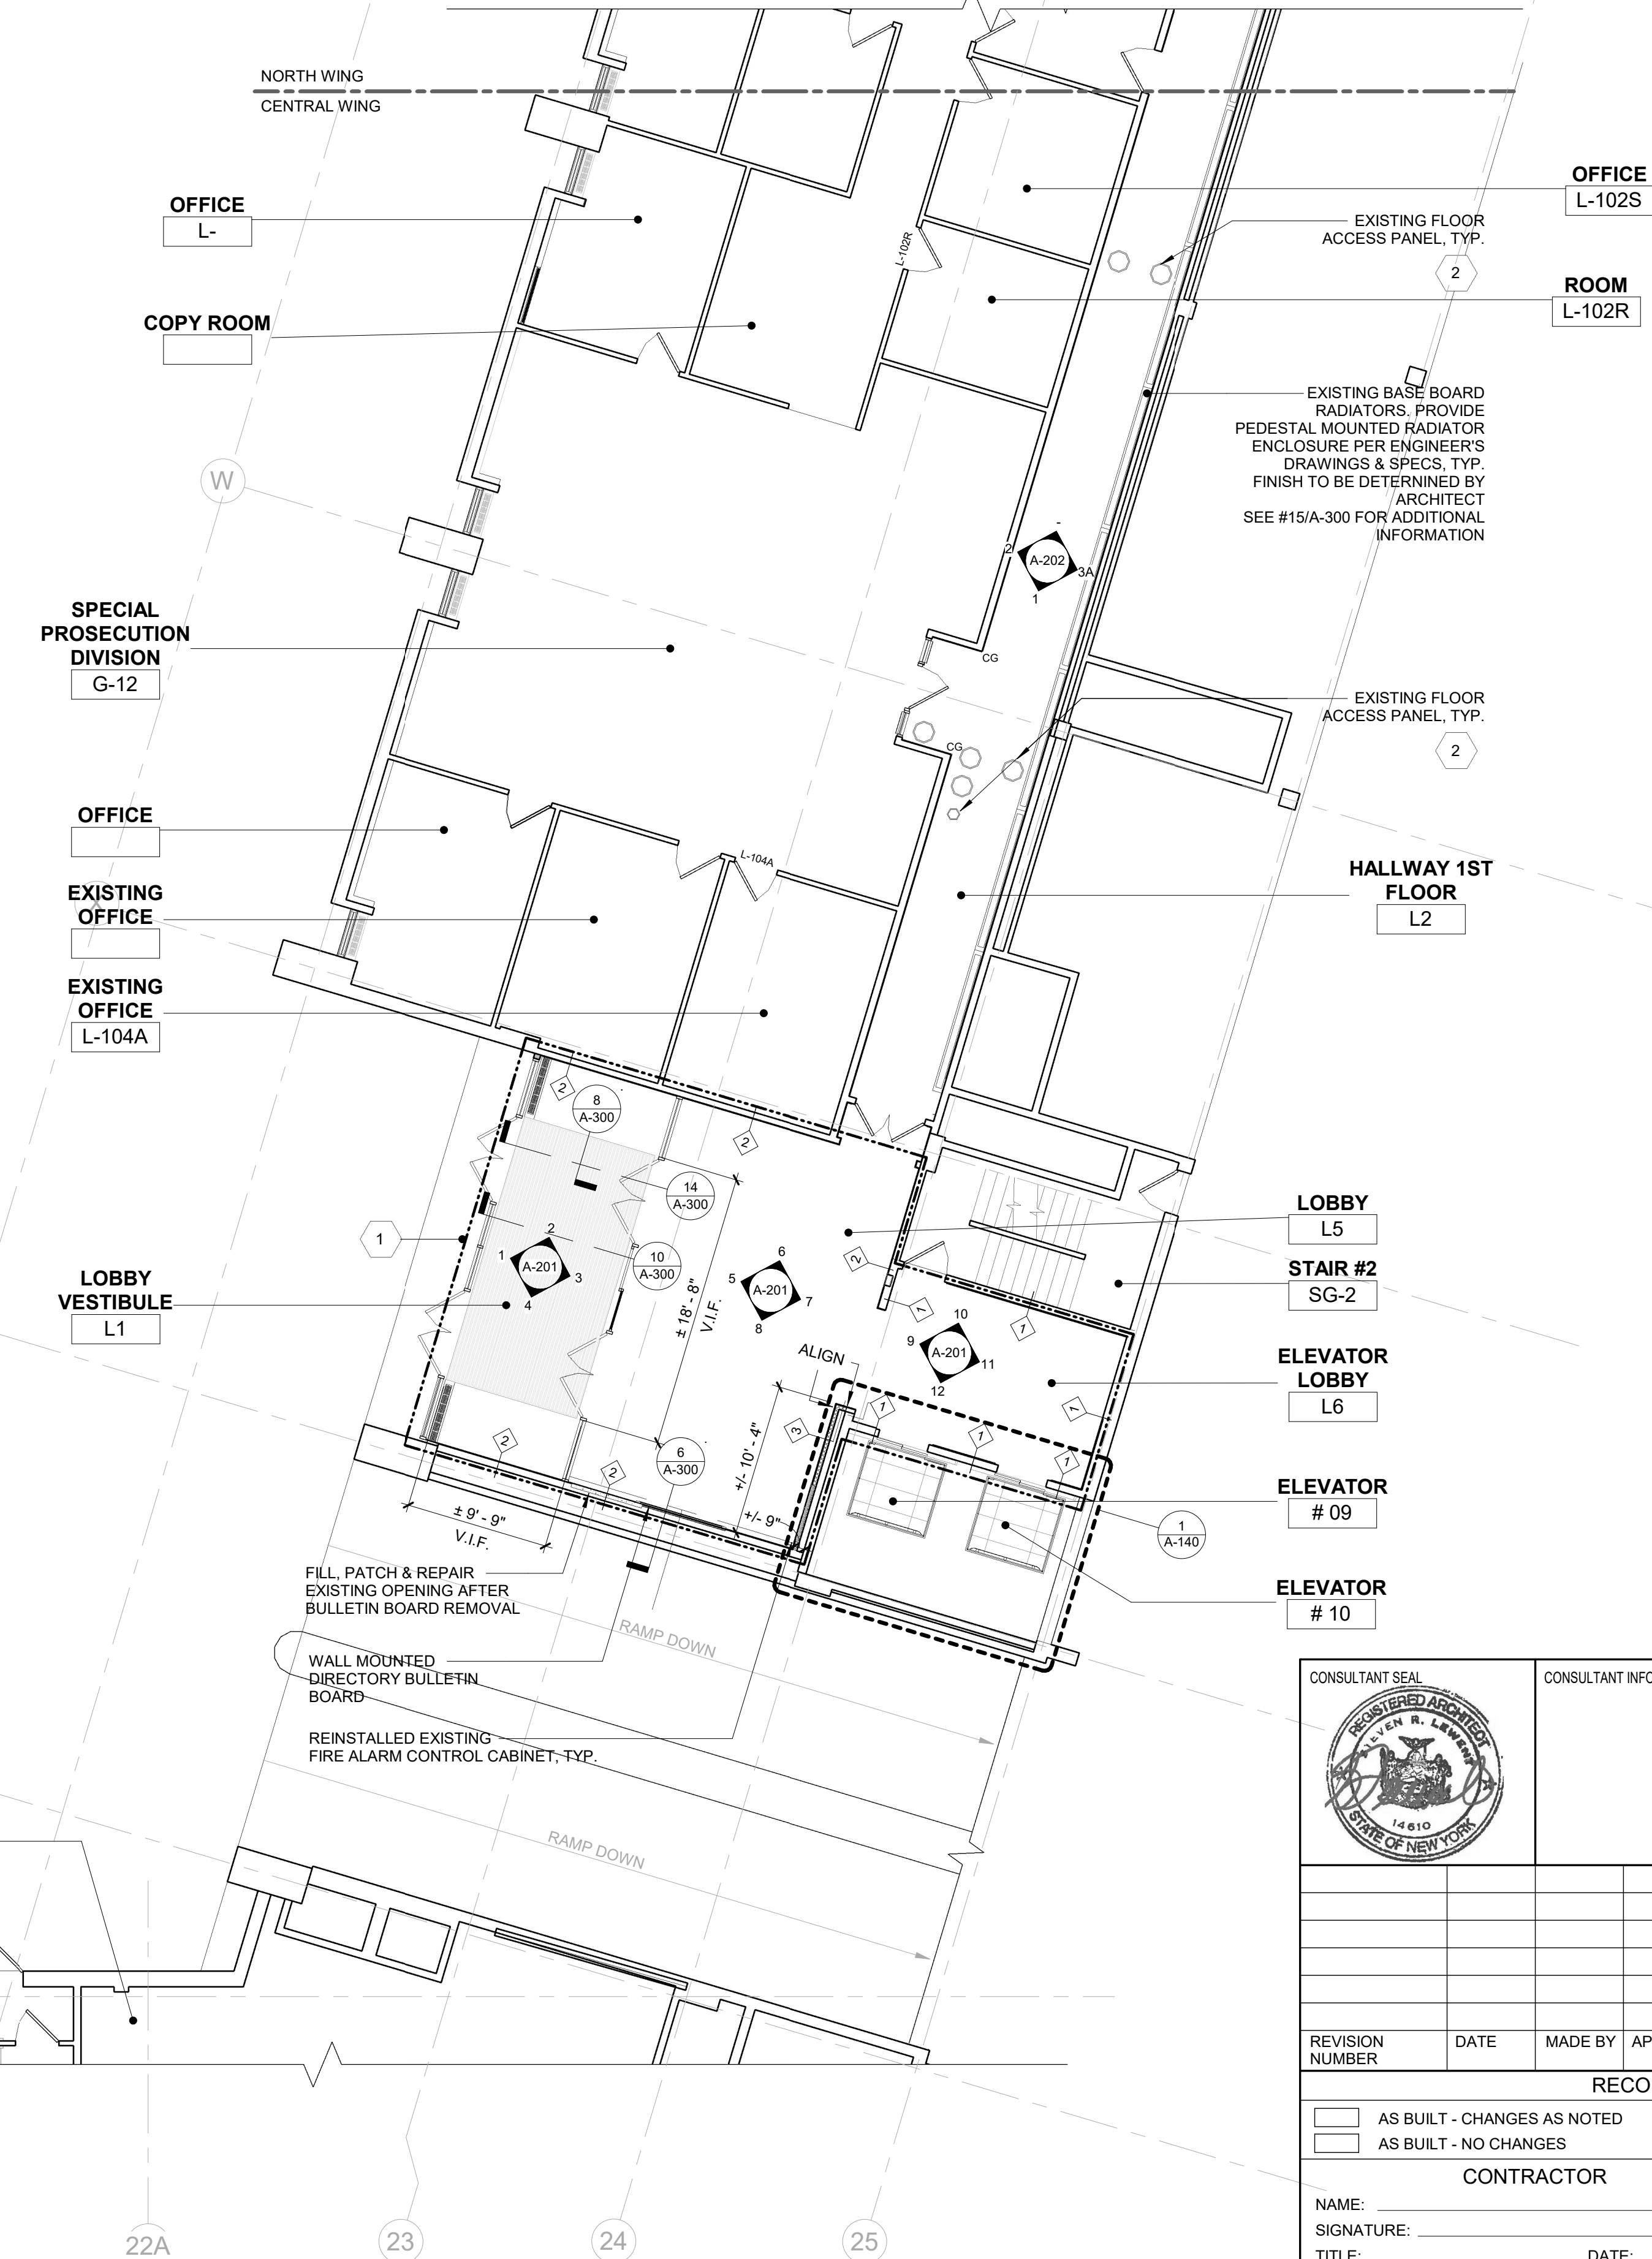 NORTH WING
CENTRAL WING
OFFICE
L-
COPY ROOM
OFFICE
L-102S
EXISTING FLOOR
ACCESS PANEL, TYP.
2
ROOM
L-102R
L-102R
EXISTING BASE BOARD
RADIATORS. PROVIDE
PEDESTAL MOUNTED RADIATOR
ENCLOSURE PER ENGINEER'S
DRAWINGS & SPECS, TYP.
FINISH TO BE DETERNINED BY
ARCHITECT
SEE #15/A-300 FOR ADDITIONAL
INFORMATION
W
-
2
A-202
3A
1
SPECIAL
PROSECUTION
DIVISION
G-12
CG
CG
EXISTING FLOOR
ACCESS PANEL, TYP.
2
OFFICE
L-104A
EXISTING
OFFICE
X
HALLWAY 1ST
FLOOR
L2
EXISTING
OFFICE
L-104A
2
8
A-300
2
14
A-300
1
10
A-300
1
2
A-201
3
4
5
6
A-201
7
8
± 18' - 8"
V.I.F.
2
1
1
LOBBY
L5
STAIR #2
SG-2
LOBBY
VESTIBULE
L1
9
10
A-201
11
12
ELEVATOR
LOBBY
L6
ALIGN
1
1
1
1
3
2
2
6
A-300
+/- 10' - 4"
+/- 9"
± 9' - 9"
V.I.F.
ELEVATOR
# 09
1
A-140
ELEVATOR
# 10
FILL, PATCH & REPAIR
EXISTING OPENING AFTER
BULLETIN BOARD REMOVAL
RAMP DOWN
WALL MOUNTED
DIRECTORY BULLETIN
BOARD
REINSTALLED EXISTING
FIRE ALARM CONTROL CABINET, TYP.
RAMP DOWN
22A
23
24
25
CONSULTANT SEAL
CONSULTANT INFO
REGISTERED ARCHITECT
STEVEN R. LEWENT
14610
STATE OF NEW YORK
REVISION
NUMBER
DATE
MADE BY
AP
RECO
AS BUILT - CHANGES AS NOTED
AS BUILT - NO CHANGES
CONTRACTOR
NAME:
SIGNATURE:
TITLE:
DATE: